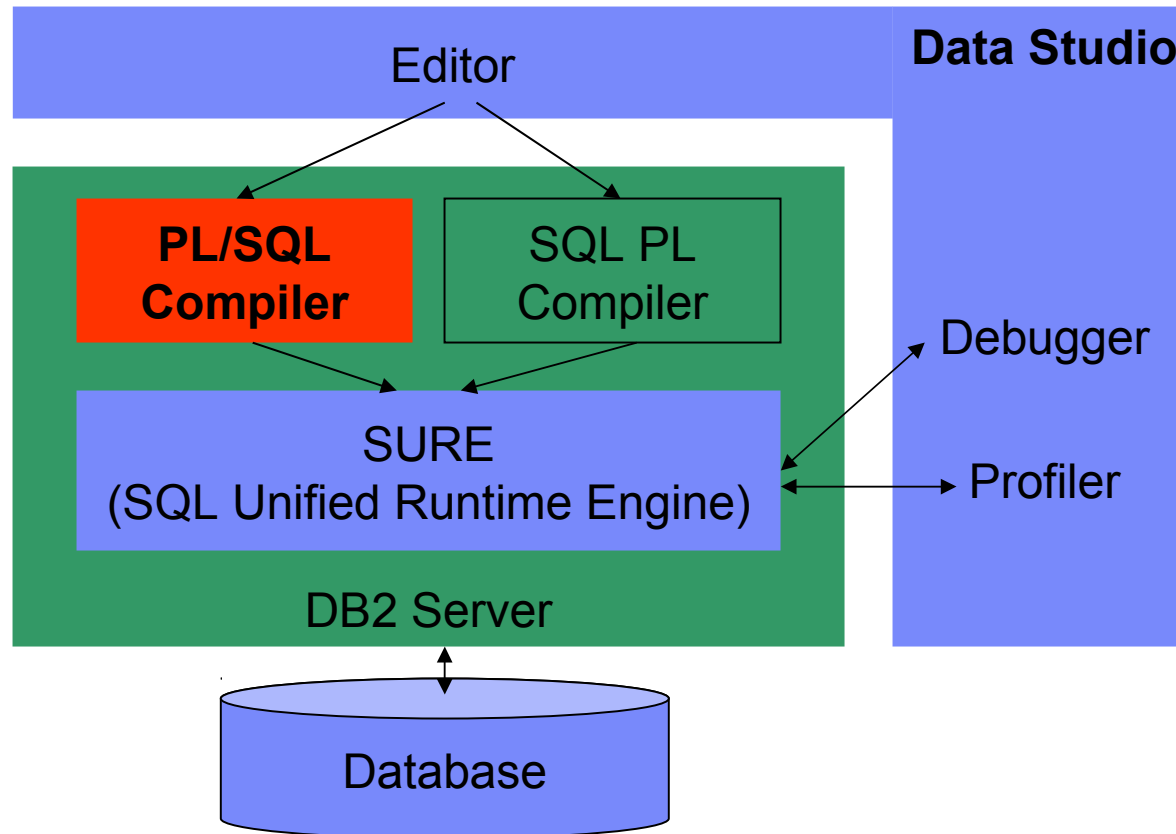 Data Studio
Editor
PL/SQL
Compiler
SQL PL
Compiler
Debugger
SURE
(SQL Unified Runtime Engine)
Profiler
DB2 Server
Database